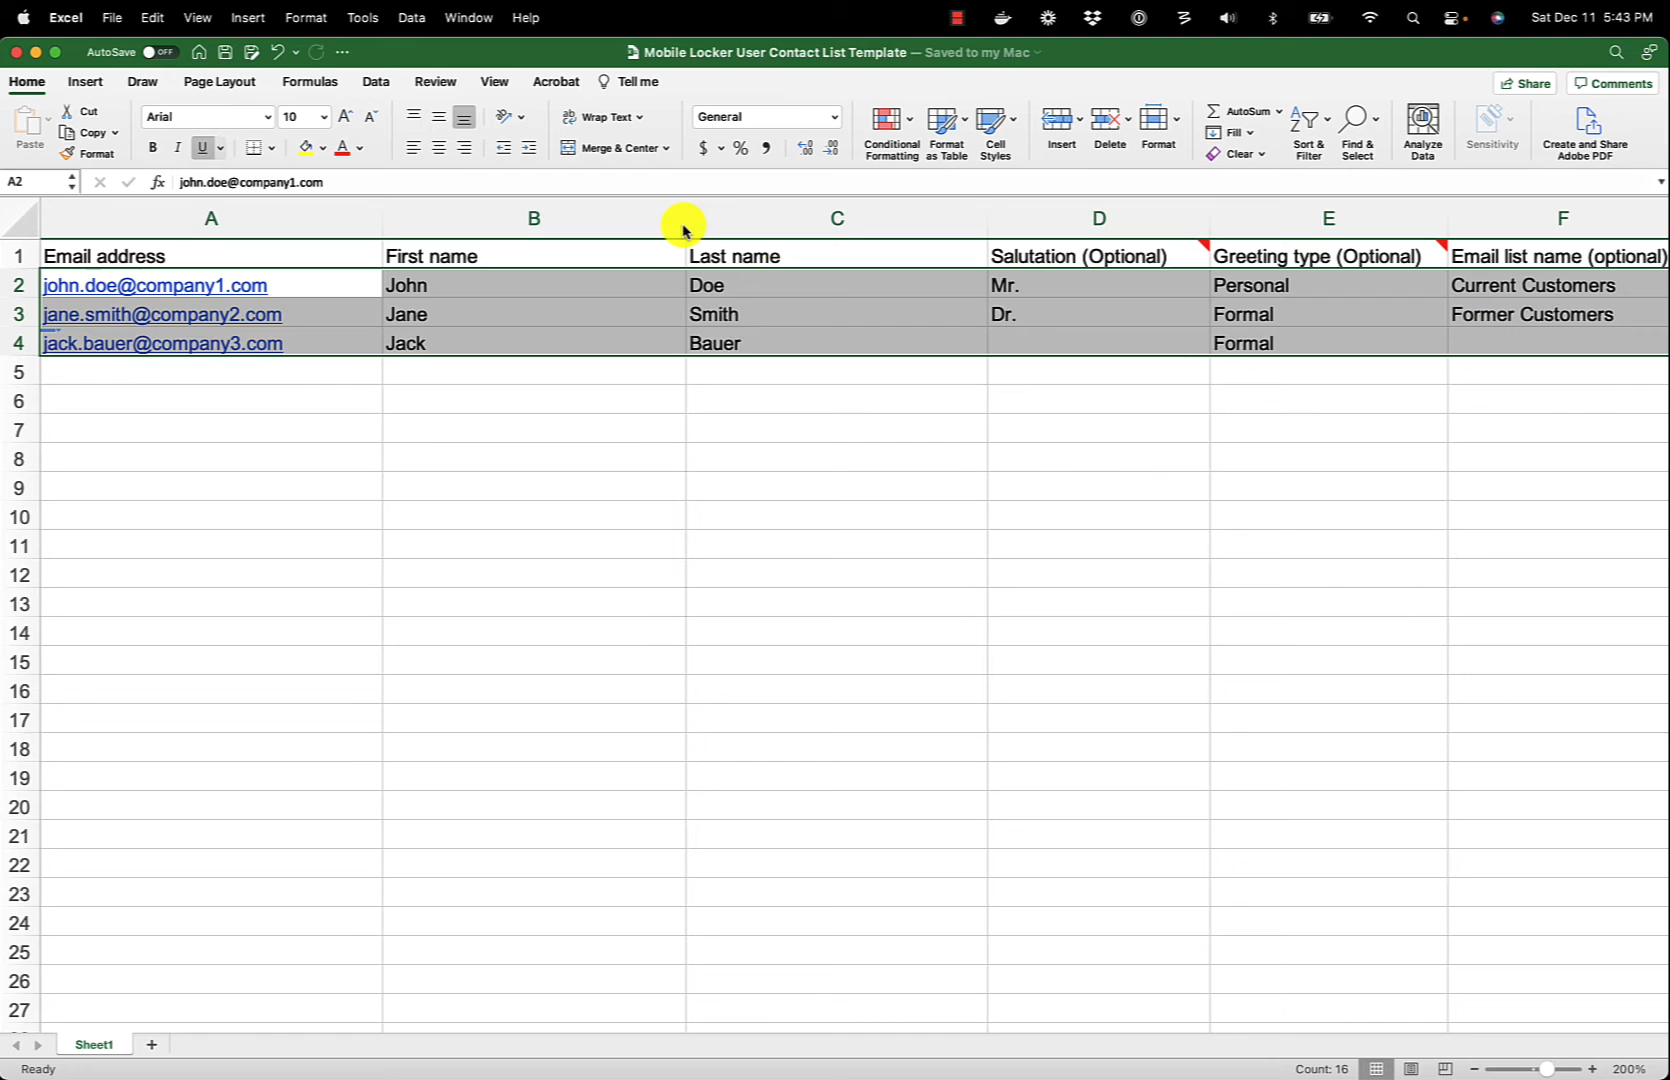 Excel File Edit View Insert Format Tools Data Window Help Sat Dec 11 5:43 PM
AutoSave OFF Mobile Locker User Contact List Template — Saved to my Mac
Home Insert Draw Page Layout Formulas Data Review View Acrobat Tell me Share Comments
Paste Cut Copy Format
Arial 10
B I U A
Wrap Text
Merge & Center
General
$ % ,
Conditional Formatting
Format as Table
Cell Styles
Insert Delete Format
AutoSum
Fill
Clear
Sort & Filter
Find & Select
Analyze Data
Sensitivity
Create and Share Adobe PDF
A2 fx john.doe@company1.com
A B C D E F
1 Email address First name Last name Salutation (Optional) Greeting type (Optional) Email list name (optional)
2 john.doe@company1.com John Doe Mr. Personal Current Customers
3 jane.smith@company2.com Jane Smith Dr. Formal Former Customers
4 jack.bauer@company3.com Jack Bauer Formal
5
6
7
8
9
10
11
12
13
14
15
16
17
18
19
20
21
22
23
24
25
26
27
Sheet1 +
Ready Count: 16 200%